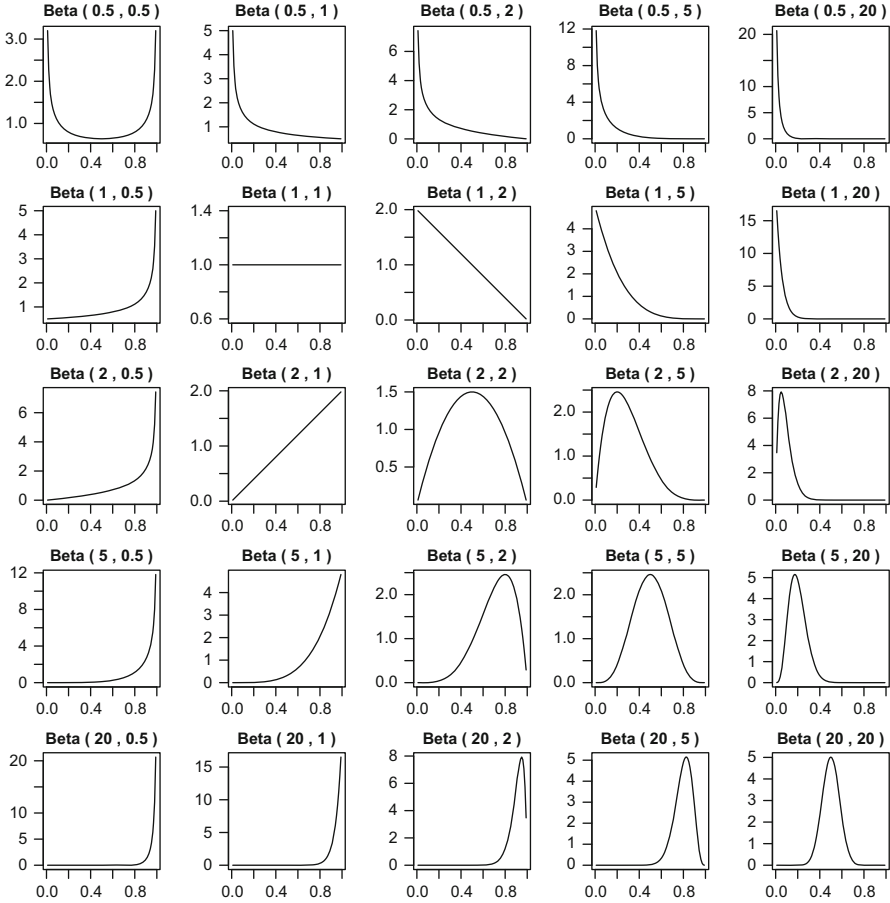 Beta ( 0.5 , 0.5 ) Beta ( 0.5 , 1 ) Beta ( 0.5 , 2 ) Beta ( 0.5 , 5 ) Beta ( 0.5 , 20 )
3.0 5 6 12 20
2.0 4 4 8 15
1.0 3 2 4 10
2 0 0 5
1 0
0.0 0.4 0.8 0.0 0.4 0.8 0.0 0.4 0.8 0.0 0.4 0.8 0.0 0.4 0.8
Beta ( 1 , 0.5 ) Beta ( 1 , 1 ) Beta ( 1 , 2 ) Beta ( 1 , 5 ) Beta ( 1 , 20 )
5 1.4 2.0 4 15
4 1.0 1.0 3 10
3 0.6 0.0 2 5
2 1 0
1 0
0.0 0.4 0.8 0.0 0.4 0.8 0.0 0.4 0.8 0.0 0.4 0.8 0.0 0.4 0.8
Beta ( 2 , 0.5 ) Beta ( 2 , 1 ) Beta ( 2 , 2 ) Beta ( 2 , 5 ) Beta ( 2 , 20 )
6 2.0 1.5 2.0 8
4 1.0 1.0 1.0 6
2 0.0 0.5 0.0 4
0 2
0
0.0 0.4 0.8 0.0 0.4 0.8 0.0 0.4 0.8 0.0 0.4 0.8 0.0 0.4 0.8
Beta ( 5 , 0.5 ) Beta ( 5 , 1 ) Beta ( 5 , 2 ) Beta ( 5 , 5 ) Beta ( 5 , 20 )
12 4 2.0 2.0 5
8 3 1.0 1.0 4
4 2 0.0 0.0 3
0 1 2
0 1
0
0.0 0.4 0.8 0.0 0.4 0.8 0.0 0.4 0.8 0.0 0.4 0.8 0.0 0.4 0.8
Beta ( 20 , 0.5 ) Beta ( 20 , 1 ) Beta ( 20 , 2 ) Beta ( 20 , 5 ) Beta ( 20 , 20 )
20 15 8 5 5
15 10 6 4 4
10 5 4 3 3
5 0 2 2 2
0 0 1 1
0 0
0.0 0.4 0.8 0.0 0.4 0.8 0.0 0.4 0.8 0.0 0.4 0.8 0.0 0.4 0.8